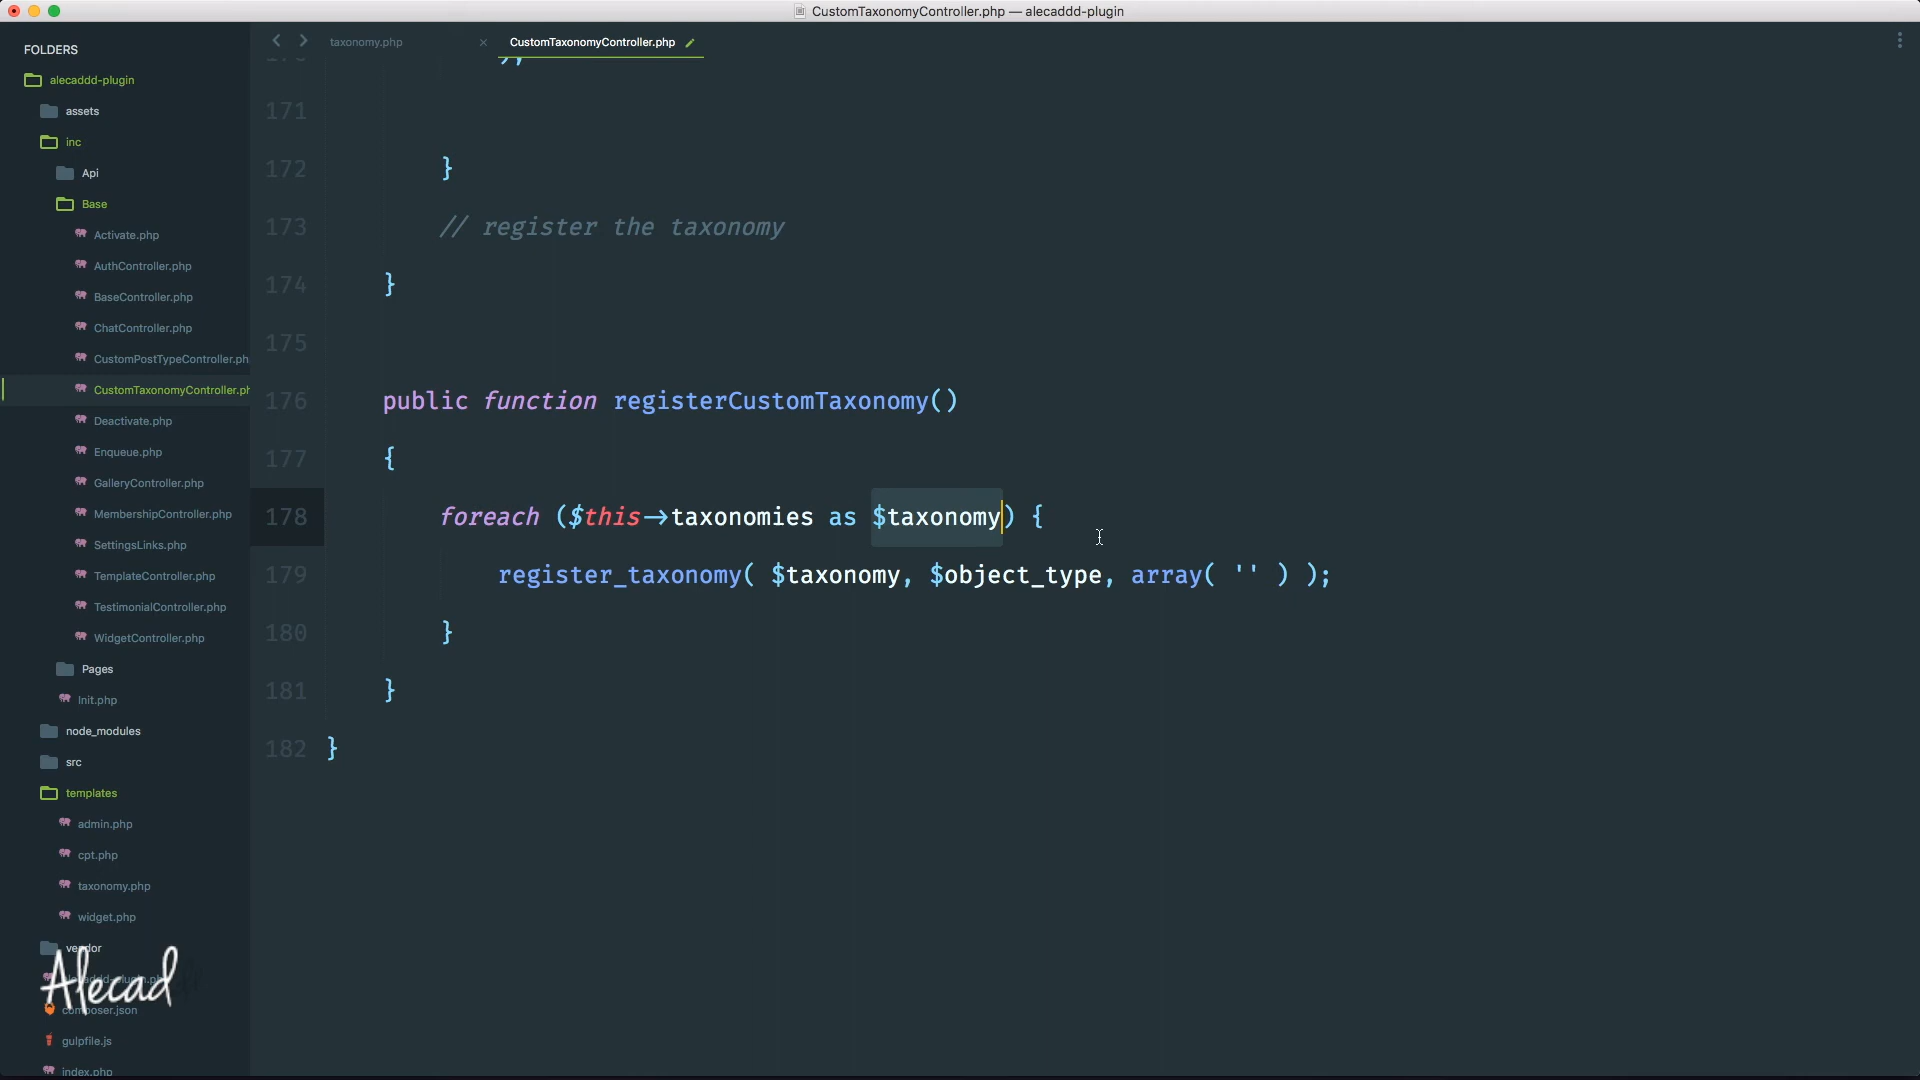 CustomTaxonomyController.php — alecaddd-plugin
FOLDERS
alecaddd-plugin
assets
inc
Api
Base
Activate.php
AuthController.php
BaseController.php
ChatController.php
CustomPostTypeController.ph
CustomTaxonomyController.ph
Deactivate.php
Enqueue.php
GalleryController.php
MembershipController.php
SettingsLinks.php
TemplateController.php
TestimonialController.php
WidgetController.php
Pages
Init.php
node_modules
src
templates
admin.php
cpt.php
taxonomy.php
widget.php
vendor
Alecad
composer.json
gulpfile.js
index.php
taxonomy.php
CustomTaxonomyController.php
171
172 }
173 // register the taxonomy
174 }
175
176 public function registerCustomTaxonomy()
177 {
178 foreach ($this->taxonomies as $taxonomy) {
179 register_taxonomy( $taxonomy, $object_type, array( '' ) );
180 }
181 }
182 }